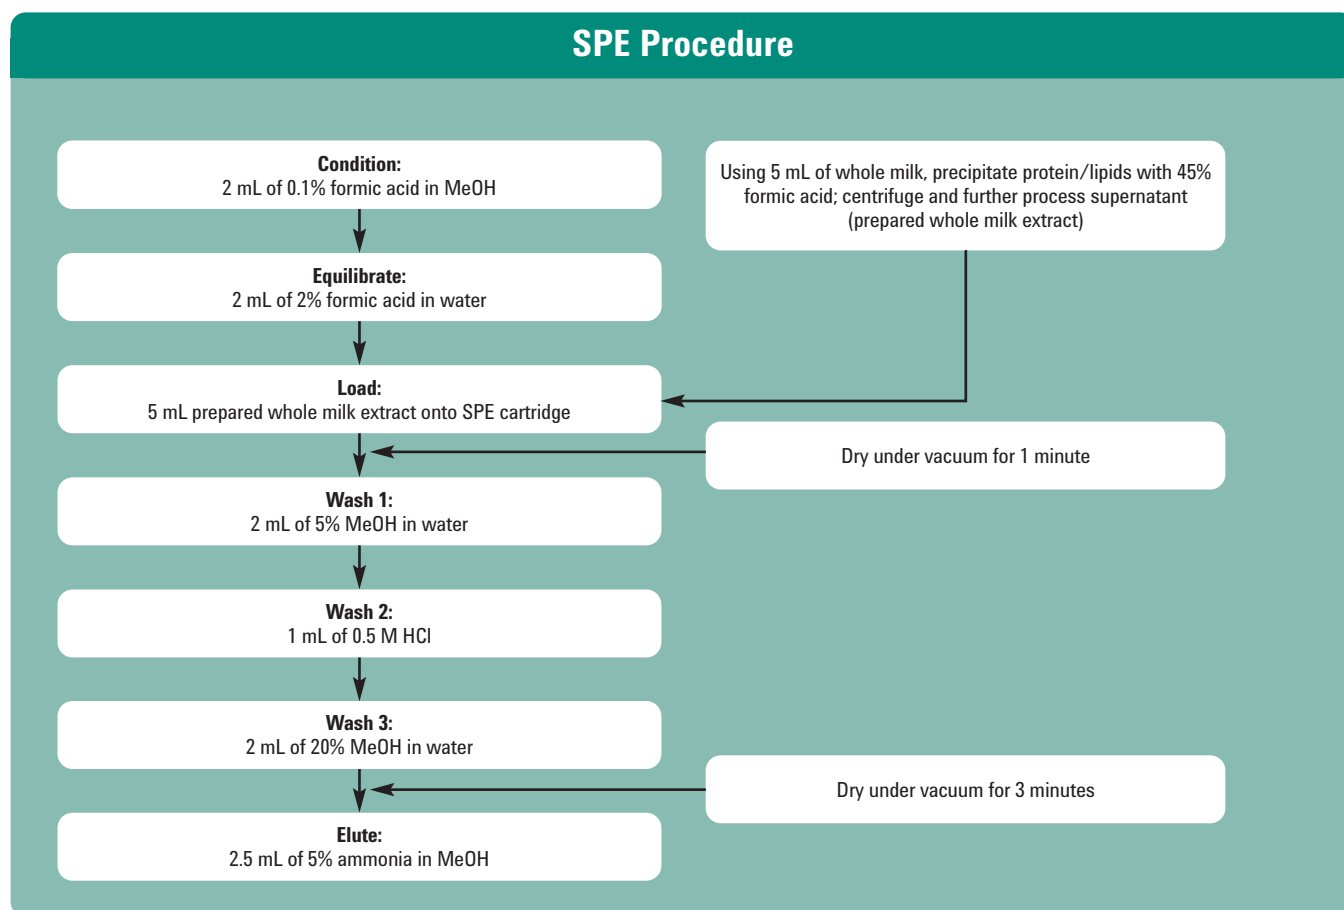 SPE Procedure
Condition:
2 mL of 0.1% formic acid in MeOH
Using 5 mL of whole milk, precipitate protein/lipids with 45%
formic acid; centrifuge and further process supernatant
(prepared whole milk extract)
Equilibrate:
2 mL of 2% formic acid in water
Load:
5 mL prepared whole milk extract onto SPE cartridge
Dry under vacuum for 1 minute
Wash 1:
2 mL of 5% MeOH in water
Wash 2:
1 mL of 0.5 M HCl
Wash 3:
2 mL of 20% MeOH in water
Dry under vacuum for 3 minutes
Elute:
2.5 mL of 5% ammonia in MeOH